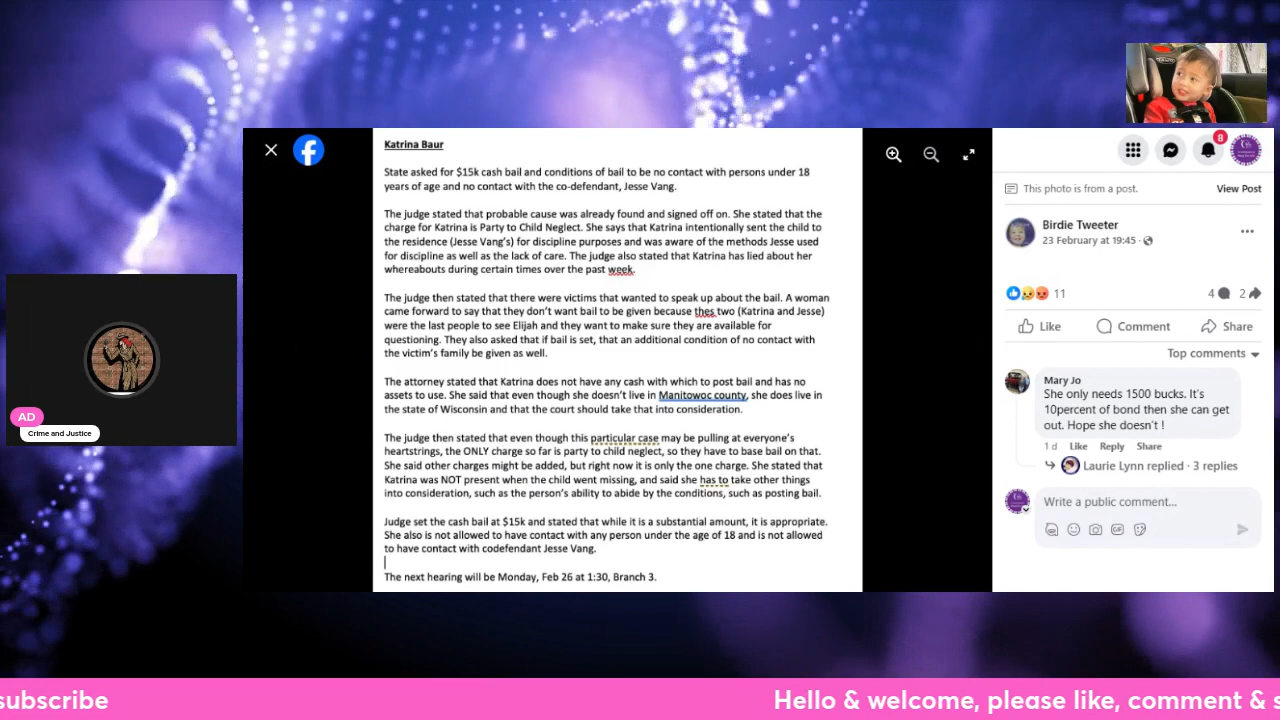 Katrina Baur
State asked for $15k cash bail and conditions of bail to be no contact with persons under 18
years of age and no contact with the co-defendant, Jesse Vang.
The judge stated that probable cause was already found and signed off on. She stated that the
charge for Katrina is Party to Child Neglect. She says that Katrina intentionally sent the child to
the residence (Jesse Vang's) for discipline purposes and was aware of the methods Jesse used
for discipline as well as the lack of care. The judge also stated that Katrina has lied about her
whereabouts during certain times over the past week.
The judge then stated that there were victims that wanted to speak up about the bail. A woman
came forward to say that they don't want bail to be given because thes two (Katrina and Jesse)
were the last people to see Elijah and they want to make sure they are available for
questioning. They also asked that if bail is set, that an additional condition of no contact with
the victim's family be given as well.
The attorney stated that Katrina does not have any cash with which to post bail and has no
assets to use. She said that even though she doesn't live in Manitowoc county, she does live in
the state of Wisconsin and that the court should take that into consideration.
The judge then stated that even though this particular case may be pulling at everyone's
heartstrings, the ONLY charge so far is party to child neglect, so they have to base bail on that.
She said other charges might be added, but right now it is only the one charge. She stated that
Katrina was NOT present when the child went missing, and said she has to take other things
into consideration, such as the person's ability to abide by the conditions, such as posting bail.
Judge set the cash bail at $15k and stated that while it is a substantial amount, it is appropriate.
She also is not allowed to have contact with any person under the age of 18 and is not allowed
to have contact with codefendant Jesse Vang.
The next hearing will be Monday, Feb 26 at 1:30, Branch 3.
8
This photo is from a post.
View Post
Birdie Tweeter
23 February at 19:45 ·
11
4
2
Like
Comment
Share
Top comments
Mary Jo
She only needs 1500 bucks. It's
10percent of bond then she can get
out. Hope she doesn't !
1 d Like Reply Share
Laurie Lynn replied · 3 replies
Write a public comment...
GIF
AD
Crime and Justice
subscribe
Hello & welcome, please like, comment & s